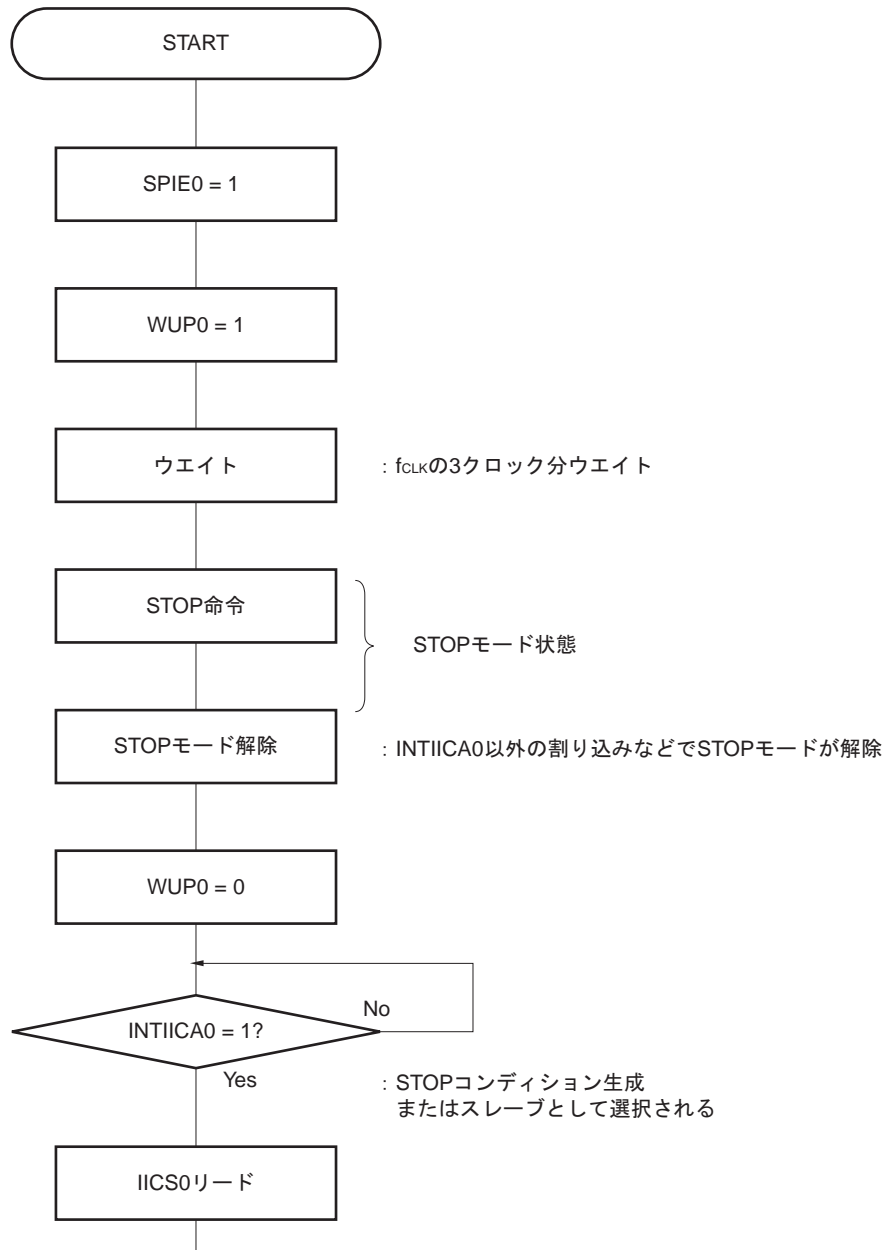 START
SPIE0 = 1
WUP0 = 1
ウエイト
: fCLKの3クロック分ウエイト
STOP命令
STOPモード状態
STOPモード解除
: INTIICA0以外の割り込みなどでSTOPモードが解除
WUP0 = 0
No
INTIICA0 = 1?
Yes
: STOPコンディション生成
またはスレーブとして選択される
IICS0リード